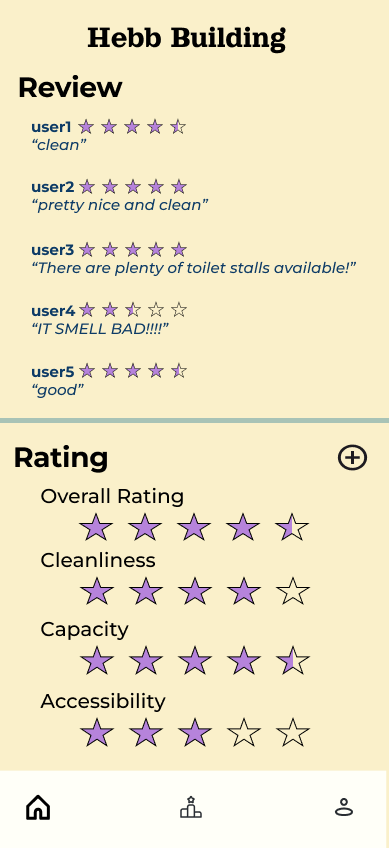 Hebb Building
Review
user1
“clean”
user2
“pretty nice and clean”
user3
“There are plenty of toilet stalls available!”
user4
“IT SMELL BAD!!!!”
user5
“good”
Rating
Overall Rating
Cleanliness
Capacity
Accessibility